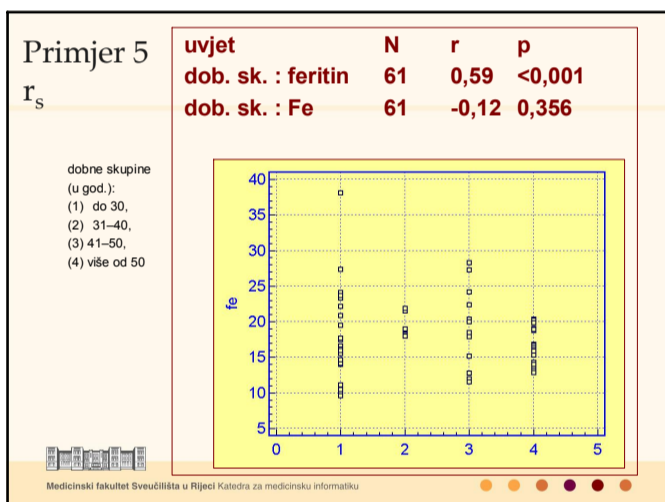 Primjer 5
r_s
uvjet N r p
dob. sk. : feritin 61 0,59 <0,001
dob. sk. : Fe 61 -0,12 0,356
dobne skupine
(u god.):
(1) do 30,
(2) 31–40,
(3) 41–50,
(4) više od 50
40
35
30
25
20
15
10
5
fe
0 1 2 3 4 5
Medicinski fakultet Sveučilišta u Rijeci Katedra za medicinsku informatiku